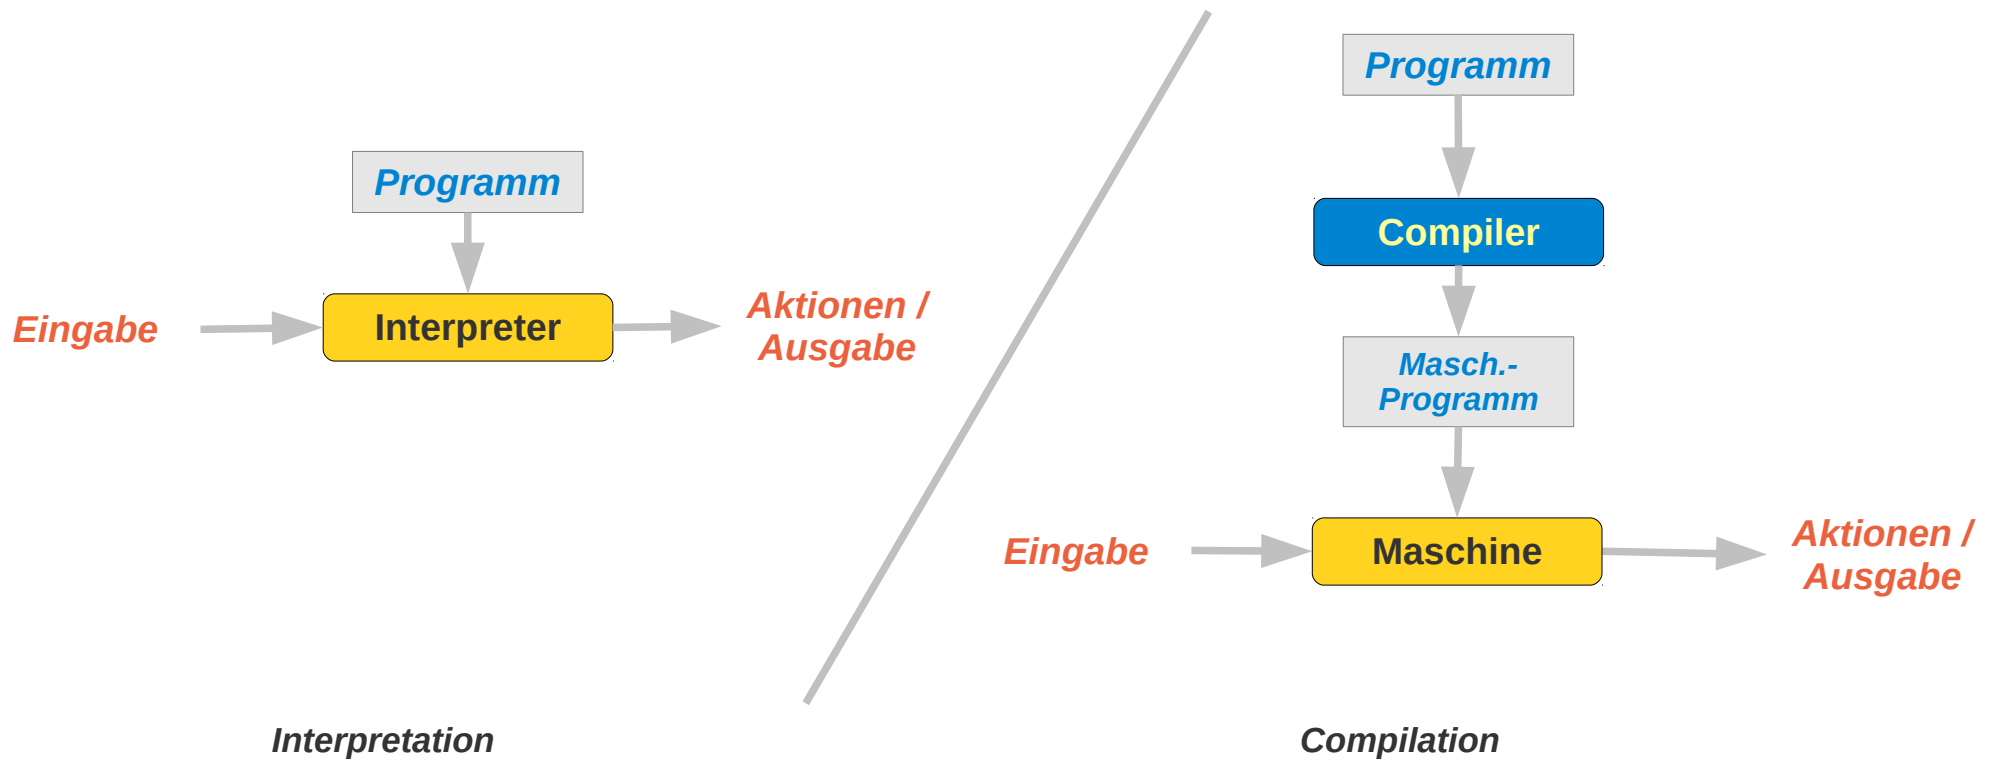 Programm
Eingabe
Interpreter
Aktionen /
Ausgabe
Interpretation
Programm
Compiler
Masch.-
Programm
Eingabe
Maschine
Aktionen /
Ausgabe
Compilation